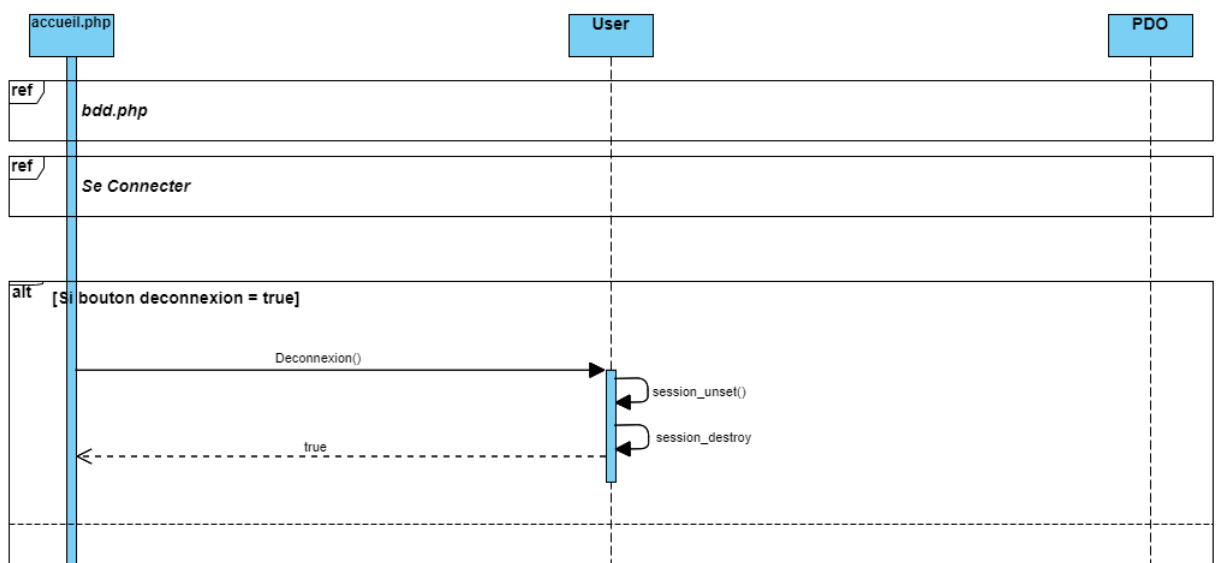 accueil.php
User
PDO
ref
bdd.php
ref
Se Connecter
alt
[Si bouton deconnexion = true]
Deconnexion()
session_unset()
session_destroy
true